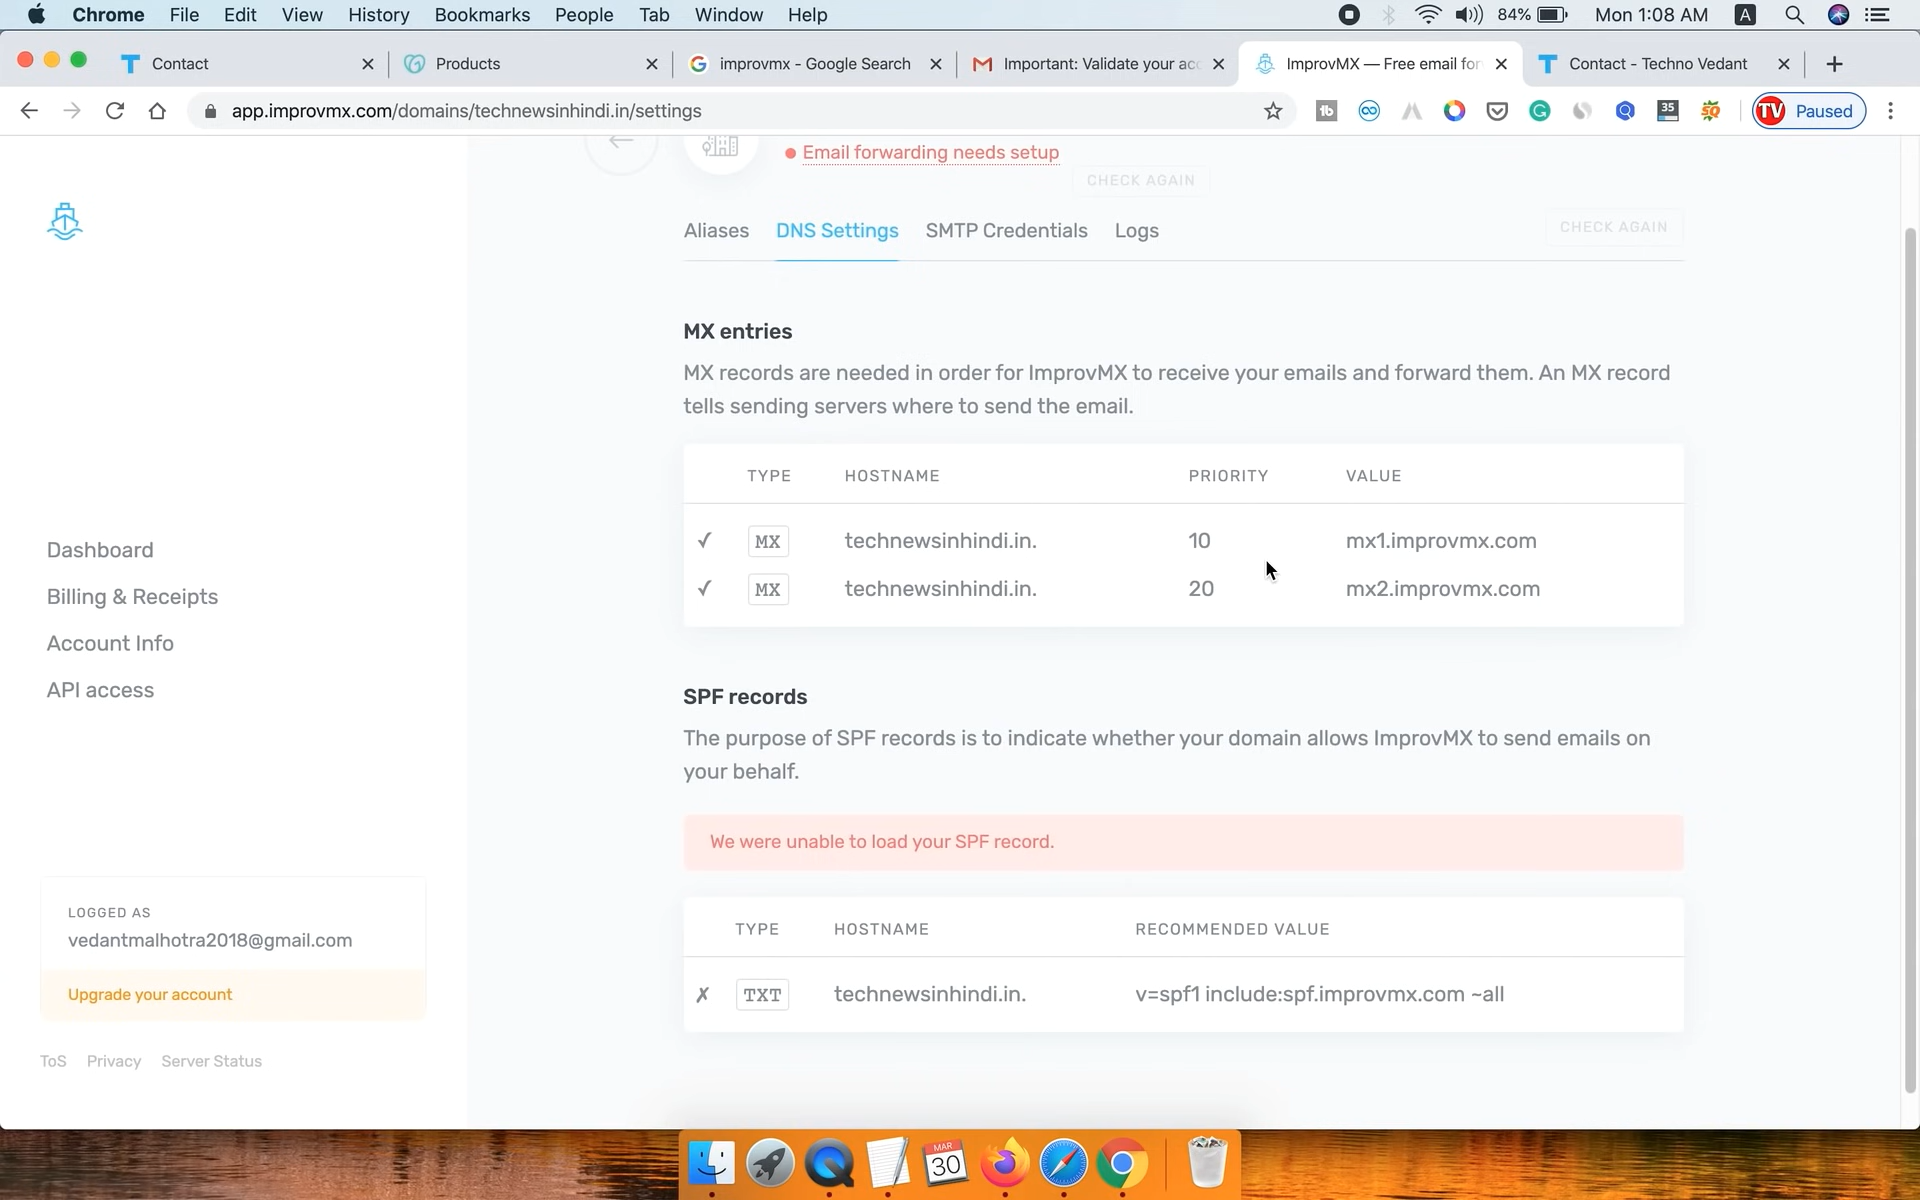 Chrome File Edit View History Bookmarks People Tab Window Help 84% Mon 1:08 AM A
Contact Products improvmx - Google Search Important: Validate your acc ImprovMX — Free email for Contact - Techno Vedant
app.improvmx.com/domains/technewsinhindi.in/settings tb 35 SQ TV Paused
Email forwarding needs setup
CHECK AGAIN
Aliases DNS Settings SMTP Credentials Logs CHECK AGAIN
MX entries
MX records are needed in order for ImprovMX to receive your emails and forward them. An MX record
tells sending servers where to send the email.
TYPE HOSTNAME PRIORITY VALUE
✓ MX technewsinhindi.in. 10 mx1.improvmx.com
✓ MX technewsinhindi.in. 20 mx2.improvmx.com
SPF records
The purpose of SPF records is to indicate whether your domain allows ImprovMX to send emails on
your behalf.
We were unable to load your SPF record.
TYPE HOSTNAME RECOMMENDED VALUE
✗ TXT technewsinhindi.in. v=spf1 include:spf.improvmx.com ~all
Dashboard
Billing & Receipts
Account Info
API access
LOGGED AS
vedantmalhotra2018@gmail.com
Upgrade your account
ToS Privacy Server Status
MAR
30